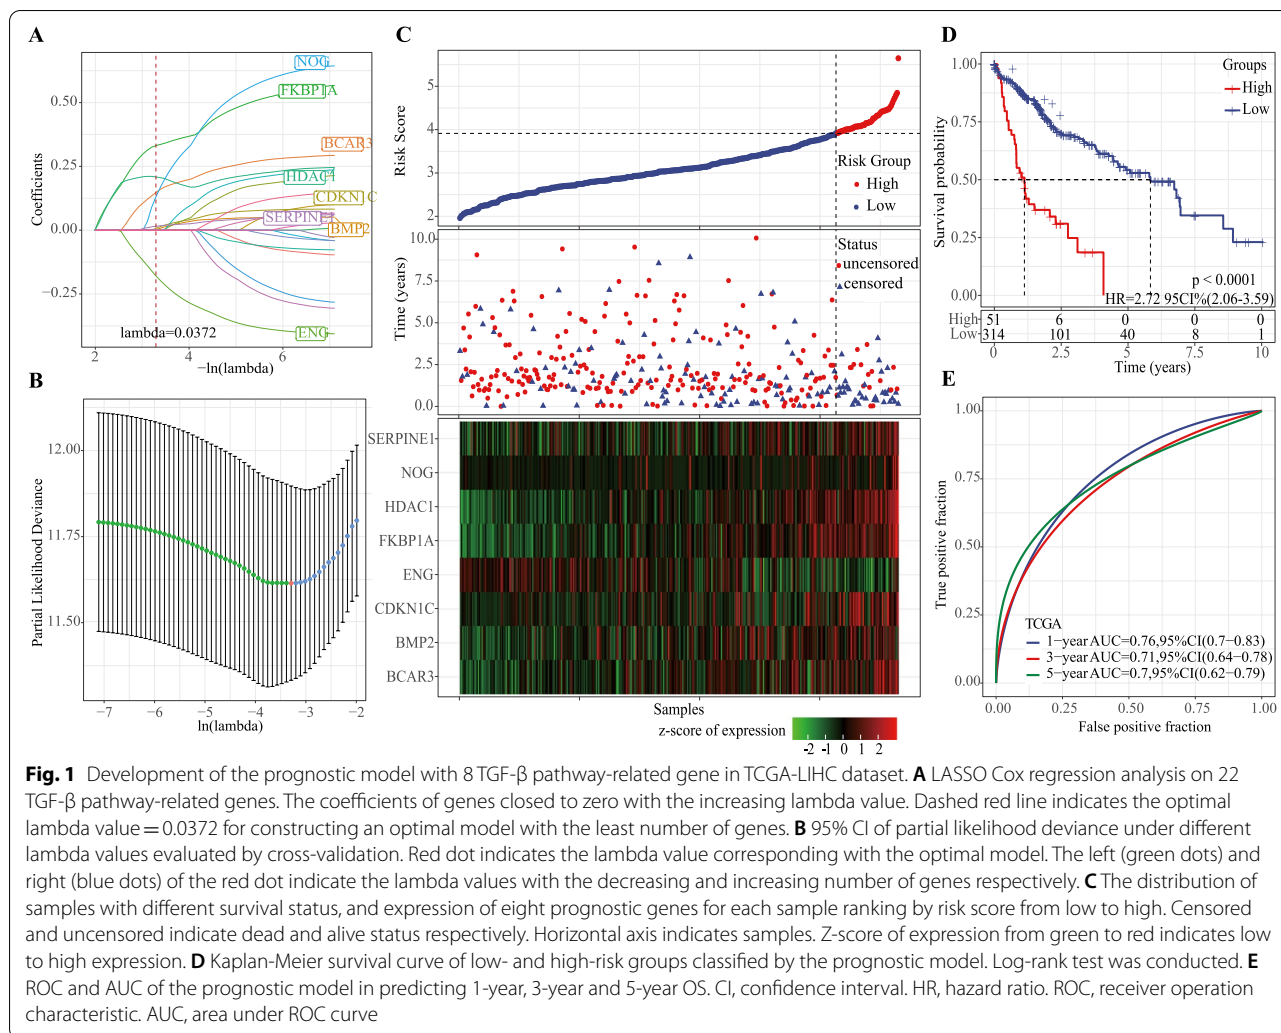 A
NOG
FKBP1A
BCAR3
HDAC1
CDKN1C
SERPINE1
BMP2
ENG
0.50
0.25
0.00
−0.25
Coefficients
lambda=0.0372
2 4 6
−ln(lambda)
B
12.00
11.75
11.50
Partial Likelihood Deviance
−7 −6 −5 −4 −3 −2
ln(lambda)
C
5
4
3
2
Risk Score
Risk Group
High
Low
10.0
7.5
5.0
2.5
0.0
Time (years)
Status
uncensored
censored
SERPINE1
NOG
HDAC1
FKBP1A
ENG
CDKN1C
BMP2
BCAR3
Samples
z-score of expression
-2 -1 0 1 2
D
1.00
0.75
0.50
0.25
0.00
Survival probability
Groups
High
Low
p < 0.0001
HR=2.72 95CI%(2.06-3.59)
High 51 6 0 0 0
Low 314 101 40 8 1
0 2.5 5 7.5 10
Time (years)
E
1.00
0.75
0.50
0.25
0.00
True positive fraction
TCGA
1−year AUC=0.76,95%CI(0.7−0.83)
3−year AUC=0.71,95%CI(0.64−0.78)
5−year AUC=0.7,95%CI(0.62−0.79)
0.00 0.25 0.50 0.75 1.00
False positive fraction
Fig. 1 Development of the prognostic model with 8 TGF-β pathway-related gene in TCGA-LIHC dataset. A LASSO Cox regression analysis on 22
TGF-β pathway-related genes. The coefficients of genes closed to zero with the increasing lambda value. Dashed red line indicates the optimal
lambda value = 0.0372 for constructing an optimal model with the least number of genes. B 95% CI of partial likelihood deviance under different
lambda values evaluated by cross-validation. Red dot indicates the lambda value corresponding with the optimal model. The left (green dots) and
right (blue dots) of the red dot indicate the lambda values with the decreasing and increasing number of genes respectively. C The distribution of
samples with different survival status, and expression of eight prognostic genes for each sample ranking by risk score from low to high. Censored
and uncensored indicate dead and alive status respectively. Horizontal axis indicates samples. Z-score of expression from green to red indicates low
to high expression. D Kaplan-Meier survival curve of low- and high-risk groups classified by the prognostic model. Log-rank test was conducted. E
ROC and AUC of the prognostic model in predicting 1-year, 3-year and 5-year OS. CI, confidence interval. HR, hazard ratio. ROC, receiver operation
characteristic. AUC, area under ROC curve